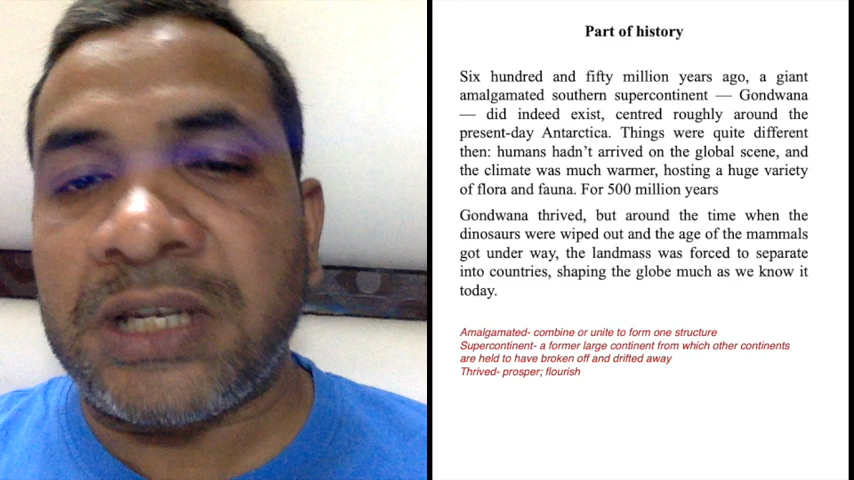 Part of history
Six hundred and fifty million years ago, a giant
amalgamated southern supercontinent — Gondwana
— did indeed exist, centred roughly around the
present-day Antarctica. Things were quite different
then: humans hadn’t arrived on the global scene, and
the climate was much warmer, hosting a huge variety
of flora and fauna. For 500 million years
Gondwana thrived, but around the time when the
dinosaurs were wiped out and the age of the mammals
got under way, the landmass was forced to separate
into countries, shaping the globe much as we know it
today.
Amalgamated- combine or unite to form one structure
Supercontinent- a former large continent from which other continents
are held to have broken off and drifted away
Thrived- prosper; flourish